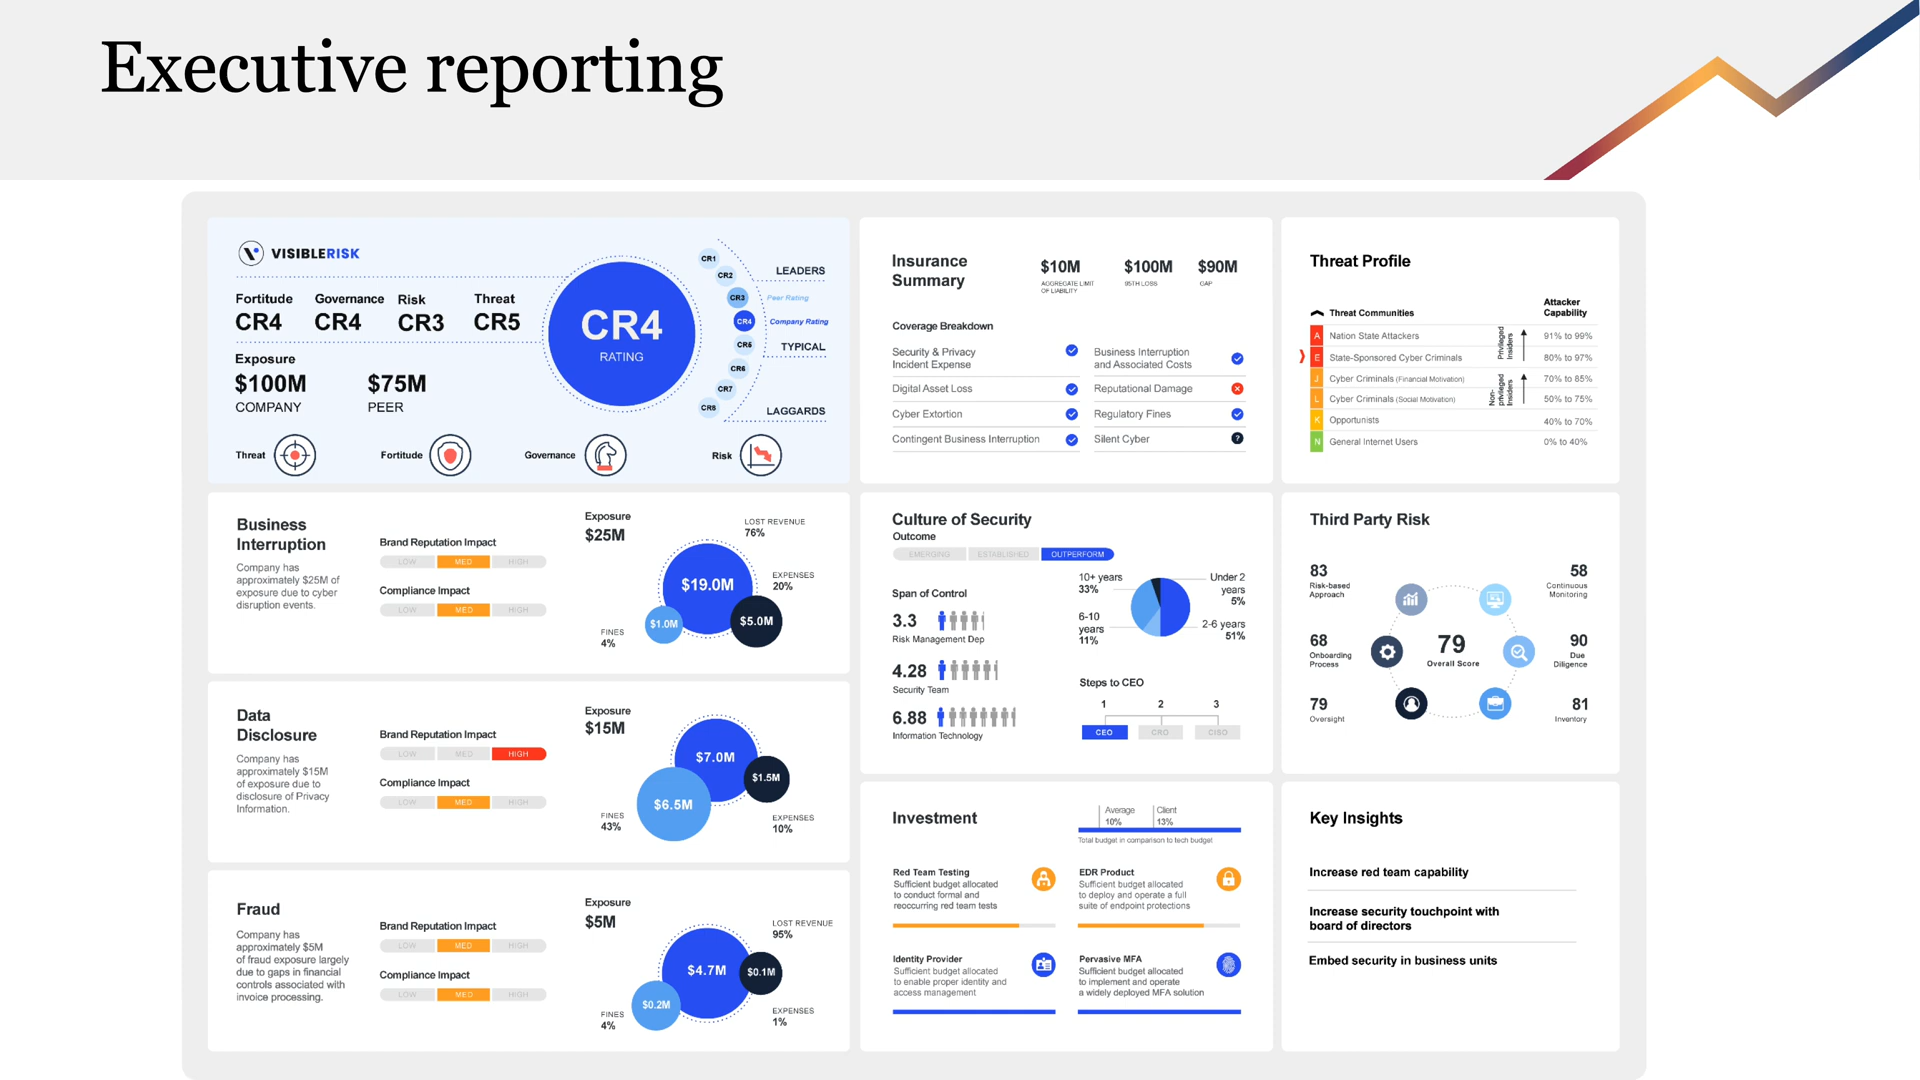 Executive reporting
VISIBLERISK
Fortitude
CR4
Governance
CR4
Risk
CR3
Threat
CR5
Exposure
$100M
COMPANY
$75M
PEER
CR4
RATING
CR1
CR2
CR3
CR4
CR5
CR6
CR7
CR8
LEADERS
Peer Rating
Company Rating
TYPICAL
LAGGARDS
Threat
Fortitude
Governance
Risk
Insurance
Summary
$10M
AGGREGATE LIMIT
OF LIABILITY
$100M
95TH LOSS
$90M
GAP
Coverage Breakdown
Security & Privacy
Incident Expense
Digital Asset Loss
Cyber Extortion
Contingent Business Interruption
Business Interruption
and Associated Costs
Reputational Damage
Regulatory Fines
Silent Cyber
?
Threat Profile
Threat Communities
Attacker
Capability
A Nation State Attackers 91% to 99%
E State-Sponsored Cyber Criminals 80% to 97%
J Cyber Criminals (Financial Motivation) 70% to 85%
L Cyber Criminals (Social Motivation) 50% to 75%
K Opportunists 40% to 70%
N General Internet Users 0% to 40%
Privileged
Insiders
Non-
privileged
Insiders
Business
Interruption
Company has
approximately $25M of
exposure due to cyber
disruption events.
Brand Reputation Impact
LOW MED HIGH
Compliance Impact
LOW MED HIGH
Exposure
$25M
LOST REVENUE
76%
$19.0M
EXPENSES
20%
$5.0M
$1.0M
FINES
4%
Data
Disclosure
Company has
approximately $15M
of exposure due to
disclosure of Privacy
Information.
Brand Reputation Impact
LOW MED HIGH
Compliance Impact
LOW MED HIGH
Exposure
$15M
$7.0M
$1.5M
$6.5M
FINES
43%
EXPENSES
10%
Fraud
Company has
approximately $5M
of fraud exposure largely
due to gaps in financial
controls associated with
invoice processing.
Brand Reputation Impact
LOW MED HIGH
Compliance Impact
LOW MED HIGH
Exposure
$5M
LOST REVENUE
95%
$4.7M
$0.1M
$0.2M
FINES
4%
EXPENSES
1%
Culture of Security
Outcome
EMERGING ESTABLISHED OUTPERFORM
Span of Control
3.3
Risk Management Dep
4.28
Security Team
6.88
Information Technology
10+ years
33%
Under 2
years
5%
6-10
years
11%
2-6 years
51%
Steps to CEO
1 2 3
CEO CRO CISO
Third Party Risk
83
Risk-based
Approach
58
Continuous
Monitoring
68
Onboarding
Process
79
Overall Score
90
Due
Diligence
79
Oversight
81
Inventory
Investment
Average
10%
Client
13%
Total budget in comparison to tech budget
Red Team Testing
Sufficient budget allocated
to conduct formal and
reoccurring red team tests
EDR Product
Sufficient budget allocated
to deploy and operate a full
suite of endpoint protections
Identity Provider
Sufficient budget allocated
to enable proper identity and
access management
Pervasive MFA
Sufficient budget allocated
to implement and operate
a widely deployed MFA solution
Key Insights
Increase red team capability
Increase security touchpoint with
board of directors
Embed security in business units